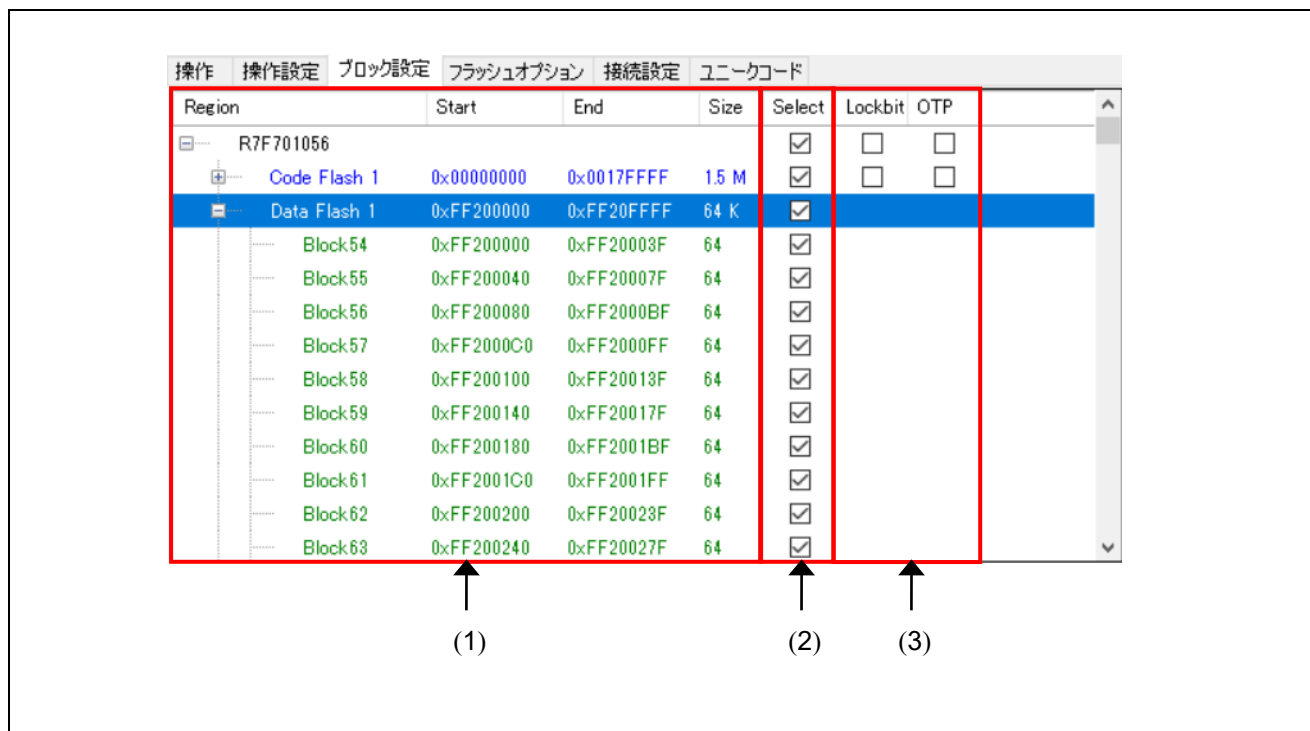 操作 操作設定 ブロック設定 フラッシュオプション 接続設定 ユニークコード
Region Start End Size Select Lockbit OTP
R7F701056
Code Flash 1 0x00000000 0x0017FFFF 1.5 M
Data Flash 1 0xFF200000 0xFF20FFFF 64 K
Block54 0xFF200000 0xFF20003F 64
Block55 0xFF200040 0xFF20007F 64
Block56 0xFF200080 0xFF2000BF 64
Block57 0xFF2000C0 0xFF2000FF 64
Block58 0xFF200100 0xFF20013F 64
Block59 0xFF200140 0xFF20017F 64
Block60 0xFF200180 0xFF2001BF 64
Block61 0xFF2001C0 0xFF2001FF 64
Block62 0xFF200200 0xFF20023F 64
Block63 0xFF200240 0xFF20027F 64
(1) (2) (3)